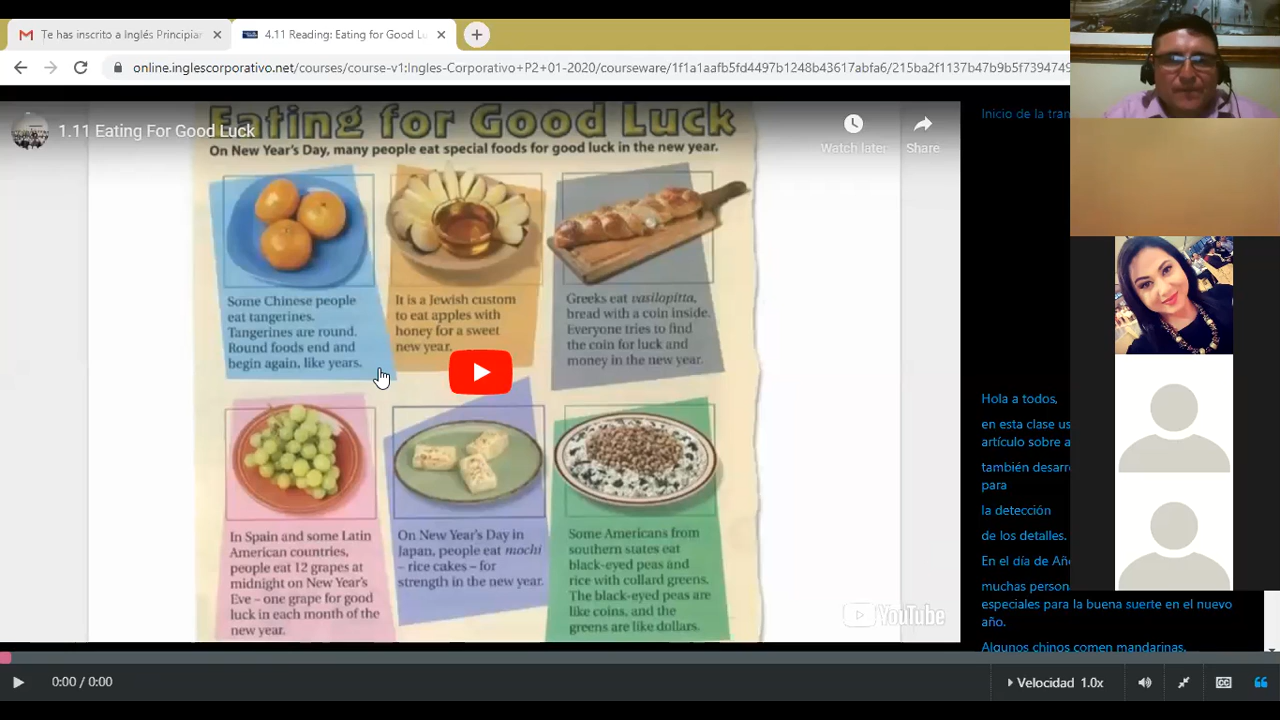 Te has inscrito a Inglés Principian
4.11 Reading: Eating for Good Lu
online.inglescorporativo.net/courses/course-v1:Ingles-Corporativo+P2+01-2020/courseware/1f1a1aafb5fd4497b1248b43617abfa6/215ba2f1137b47b9b5f7394749
Eating for Good Luck
1.11 Eating For Good Luck
Watch later
Share
On New Year's Day, many people eat special foods for good luck in the new year.
Some Chinese people
eat tangerines.
Tangerines are round.
Round foods end and
begin again, like years.
It is a Jewish custom
to eat apples with
honey for a sweet
new year.
Greeks eat vasilopitta,
bread with a coin inside.
Everyone tries to find
the coin for luck and
money in the new year.
In Spain and some Latin
American countries,
people eat 12 grapes at
midnight on New Year's
Eve – one grape for good
luck in each month of the
new year.
On New Year's Day in
Japan, people eat mochi
– rice cakes – for
strength in the new year.
Some Americans from
southern states eat
black-eyed peas and
rice with collard greens.
The black-eyed peas are
like coins, and the
greens are like dollars.
YouTube
Inicio de la tran
Hola a todos,
en esta clase us
artículo sobre a
también desarro
para
la detección
de los detalles.
En el día de Año
muchas person
especiales para la buena suerte en el nuevo
año.
Algunos chinos comen mandarinas.
0:00 / 0:00
Velocidad 1.0x
CC